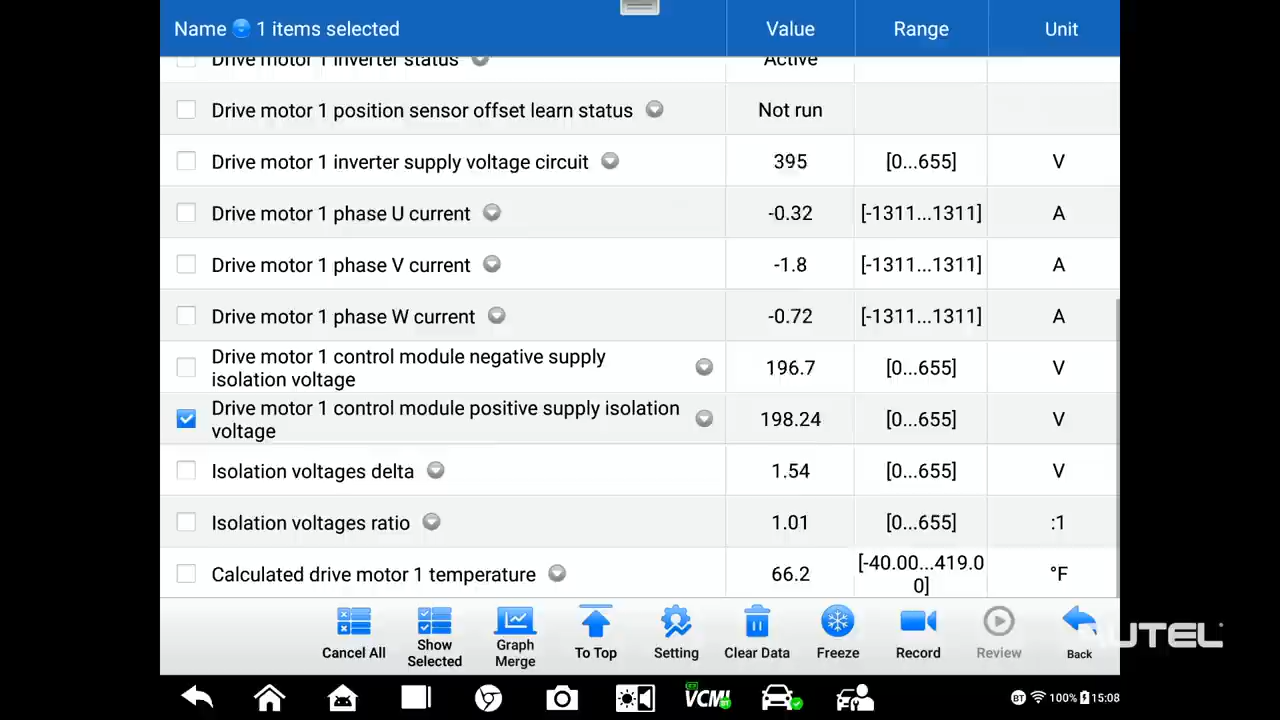 Name 1 items selected Value Range Unit
Drive motor 1 inverter status Active
Drive motor 1 position sensor offset learn status Not run
Drive motor 1 inverter supply voltage circuit 395 [0...655] V
Drive motor 1 phase U current -0.32 [-1311...1311] A
Drive motor 1 phase V current -1.8 [-1311...1311] A
Drive motor 1 phase W current -0.72 [-1311...1311] A
Drive motor 1 control module negative supply
isolation voltage 196.7 [0...655] V
Drive motor 1 control module positive supply isolation
voltage 198.24 [0...655] V
Isolation voltages delta 1.54 [0...655] V
Isolation voltages ratio 1.01 [0...655] :1
Calculated drive motor 1 temperature 66.2 [-40.00...419.0
0] °F
Cancel All Show
Selected Graph
Merge To Top Setting Clear Data Freeze Record Review Back
AUTEL
VCMI BT BT 100% 15:08